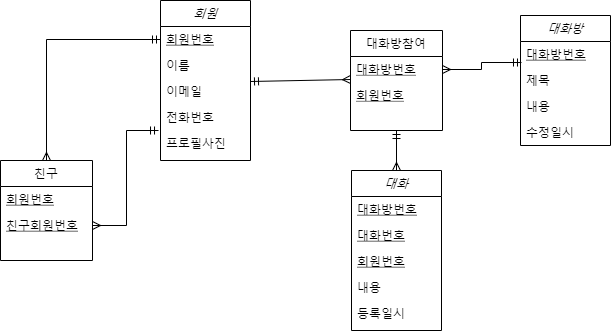 회원
회원번호
이름
이메일
전화번호
프로필사진
친구
회원번호
친구회원번호
대화방참여
대화방번호
회원번호
대화방
대화방번호
제목
내용
수정일시
대화
대화방번호
대화번호
회원번호
내용
등록일시